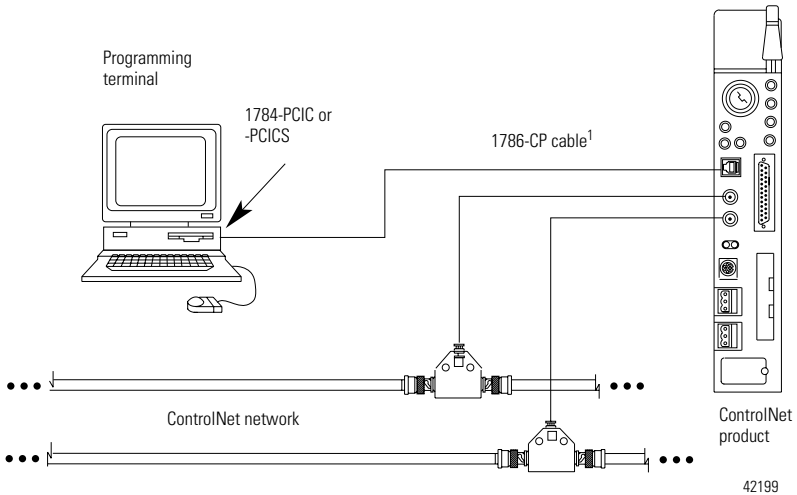 Programming
terminal
1784-PCIC or
-PCICS
1786-CP cable¹
ControlNet network
ControlNet
product
42199